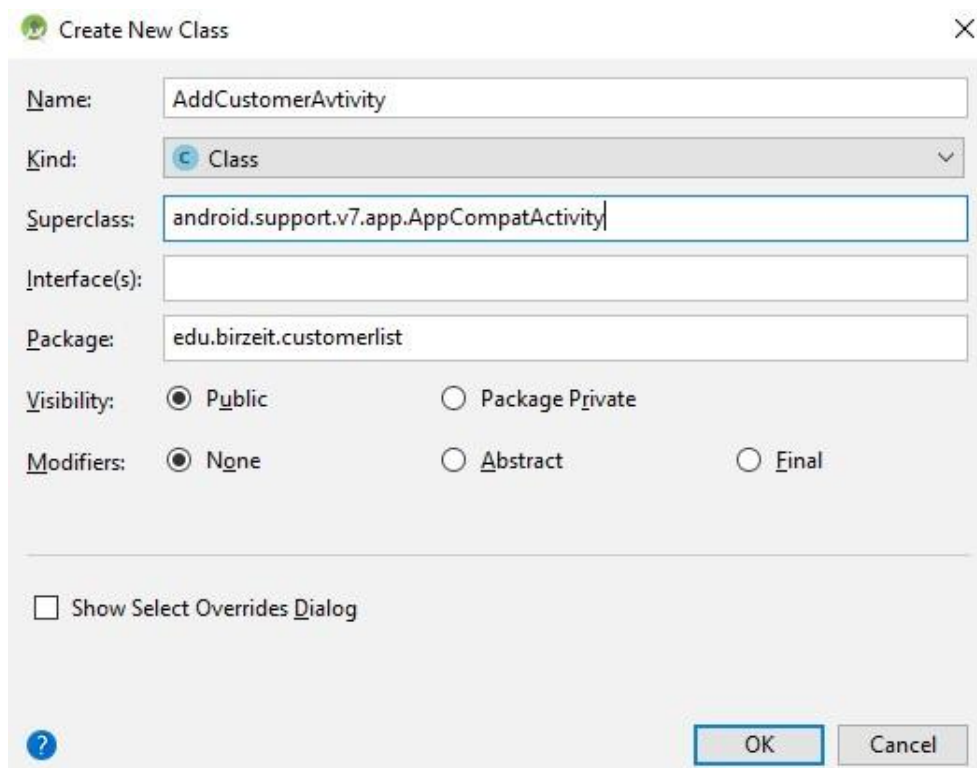 Create New Class
Name: AddCustomerAvtivity
Kind: C Class
Superclass: android.support.v7.app.AppCompatActivity
Interface(s):
Package: edu.birzeit.customerlist
Visibility: Public Package Private
Modifiers: None Abstract Final
Show Select Overrides Dialog
? OK Cancel